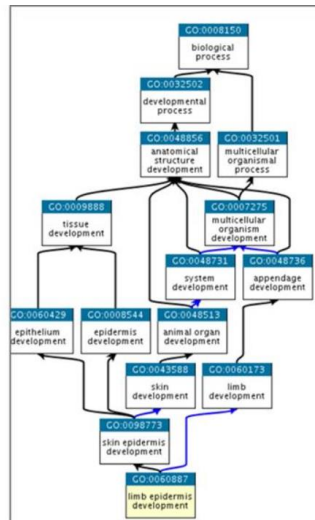 GO:0008150
biological
process
GO:0032502
developmental
process
GO:0048856
anatomical
structure
development
GO:0032501
multicellular
organismal
process
GO:0009888
tissue
development
GO:0007275
multicellular
organism
development
GO:0048731
system
development
GO:0048736
appendage
development
GO:0060429
epithelium
development
GO:0008544
epidermis
development
GO:0048513
animal organ
development
GO:0043588
skin
development
GO:0060173
limb
development
GO:0098773
skin epidermis
development
GO:0060887
limb epidermis
development